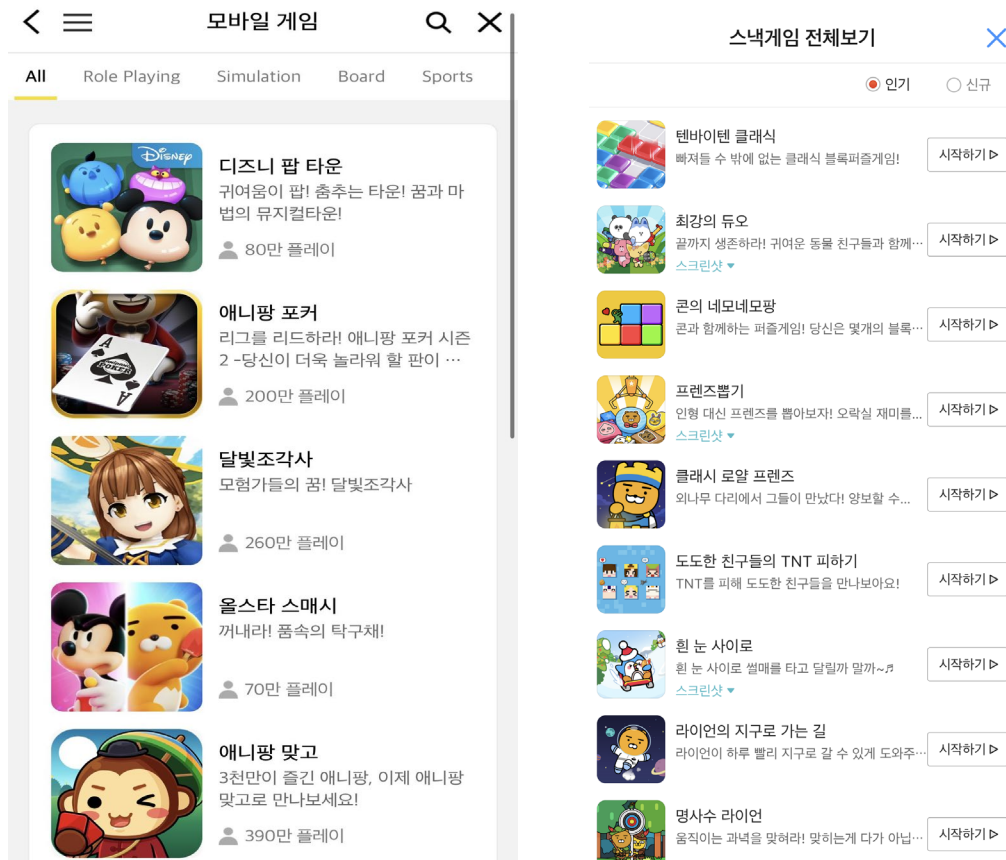 모바일 게임
All Role Playing Simulation Board Sports
DISNEY
디즈니 팝 타운
귀여움이 팝! 춤추는 타운! 꿈과 마
법의 뮤지컬타운!
80만 플레이
애니팡 포커
리그를 리드하라! 애니팡 포커 시즌
2 -당신이 더욱 놀라워 할 판이 …
200만 플레이
A
POKER
A
달빛조각사
모험가들의 꿈! 달빛조각사
260만 플레이
올스타 스매시
꺼내라! 품속의 탁구채!
70만 플레이
애니팡 맞고
3천만이 즐긴 애니팡, 이제 애니팡
맞고로 만나보세요!
390만 플레이
스낵게임 전체보기
인기 신규
텐바이텐 클래식
빠져들 수 밖에 없는 클래식 블록퍼즐게임!
시작하기
최강의 듀오
끝까지 생존하라! 귀여운 동물 친구들과 함께…
스크린샷
시작하기
콘의 네모네모팡
콘과 함께하는 퍼즐게임! 당신은 몇개의 블록…
시작하기
프렌즈뽑기
인형 대신 프렌즈를 뽑아보자! 오락실 재미를...
스크린샷
시작하기
클래시 로얄 프렌즈
외나무 다리에서 그들이 만났다! 양보할 수...
시작하기
도도한 친구들의 TNT 피하기
TNT를 피해 도도한 친구들을 만나보아요!
시작하기
흰 눈 사이로
흰 눈 사이로 썰매를 타고 달릴까 말까~♬
스크린샷
시작하기
라이언의 지구로 가는 길
라이언이 하루 빨리 지구로 갈 수 있게 도와주…
시작하기
명사수 라이언
움직이는 과녁을 맞혀라! 맞히는게 다가 아닙…
시작하기